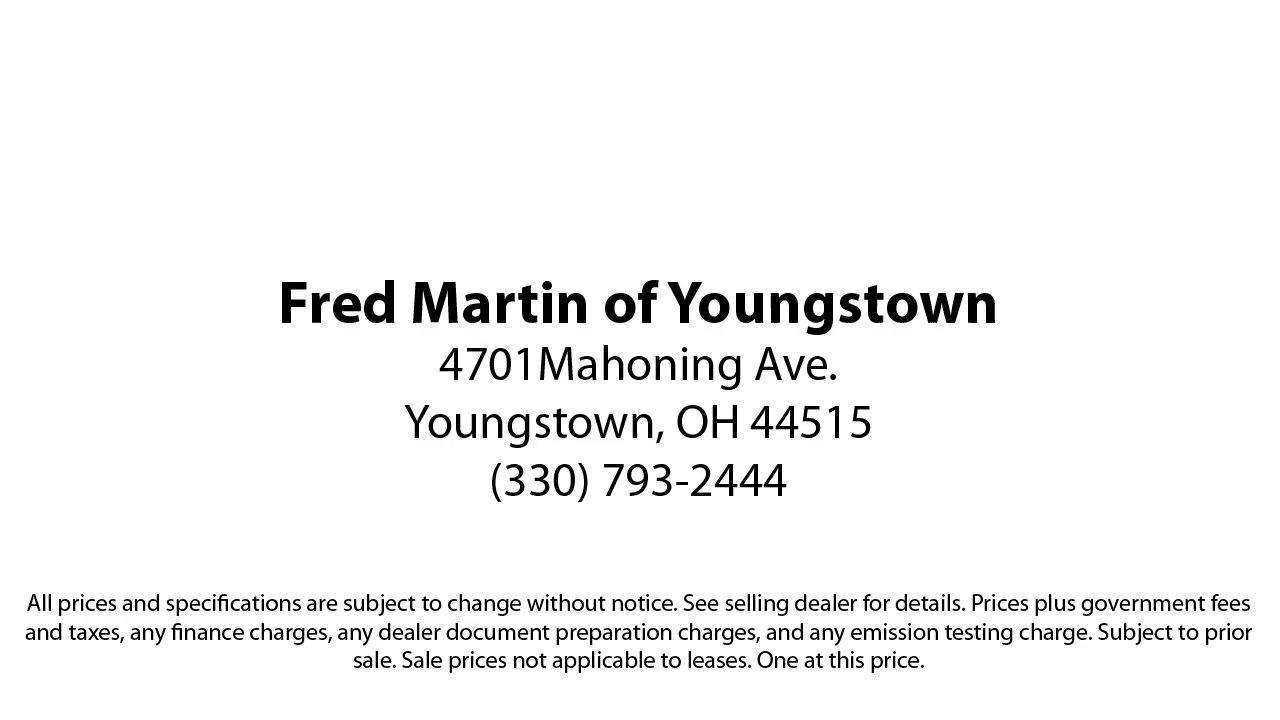 Fred Martin of Youngstown
4701Mahoning Ave.
Youngstown, OH 44515
(330) 793-2444
All prices and specifications are subject to change without notice. See selling dealer for details. Prices plus government fees
and taxes, any finance charges, any dealer document preparation charges, and any emission testing charge. Subject to prior
sale. Sale prices not applicable to leases. One at this price.